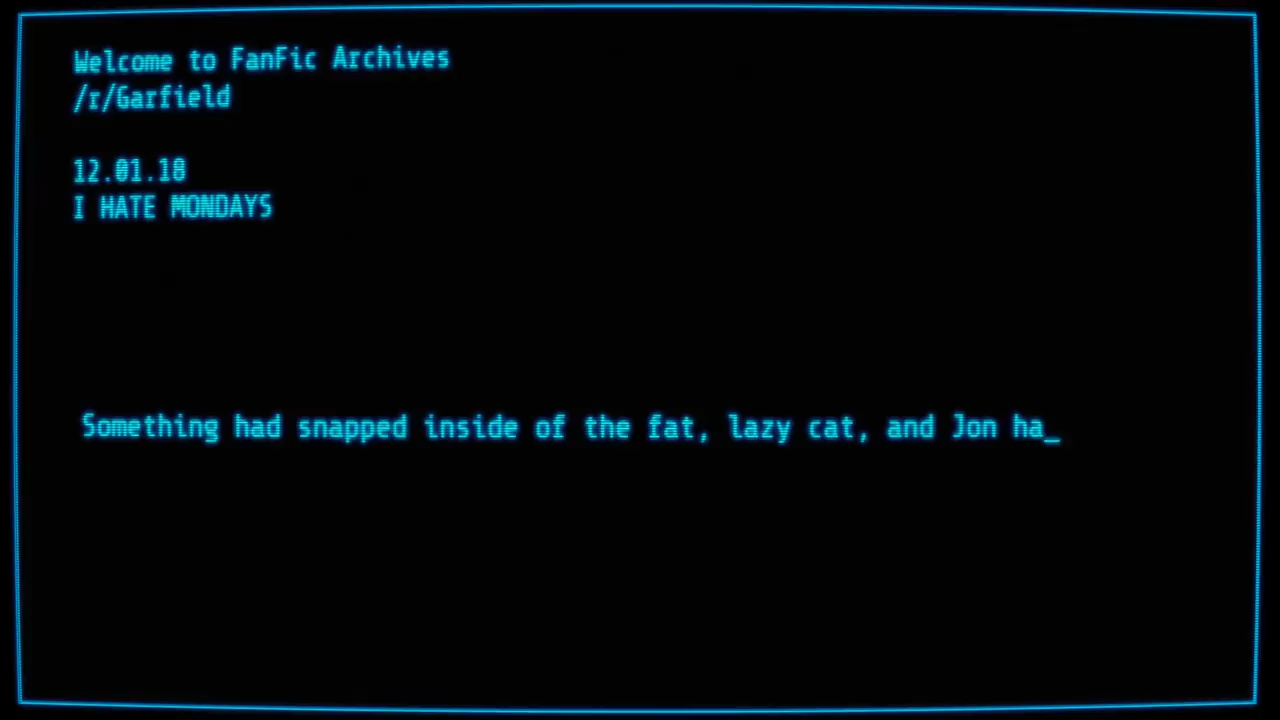 Welcome to FanFic Archives
/r/Garfield
12.01.18
I HATE MONDAYS
Something had snapped inside of the fat, lazy cat, and Jon ha_